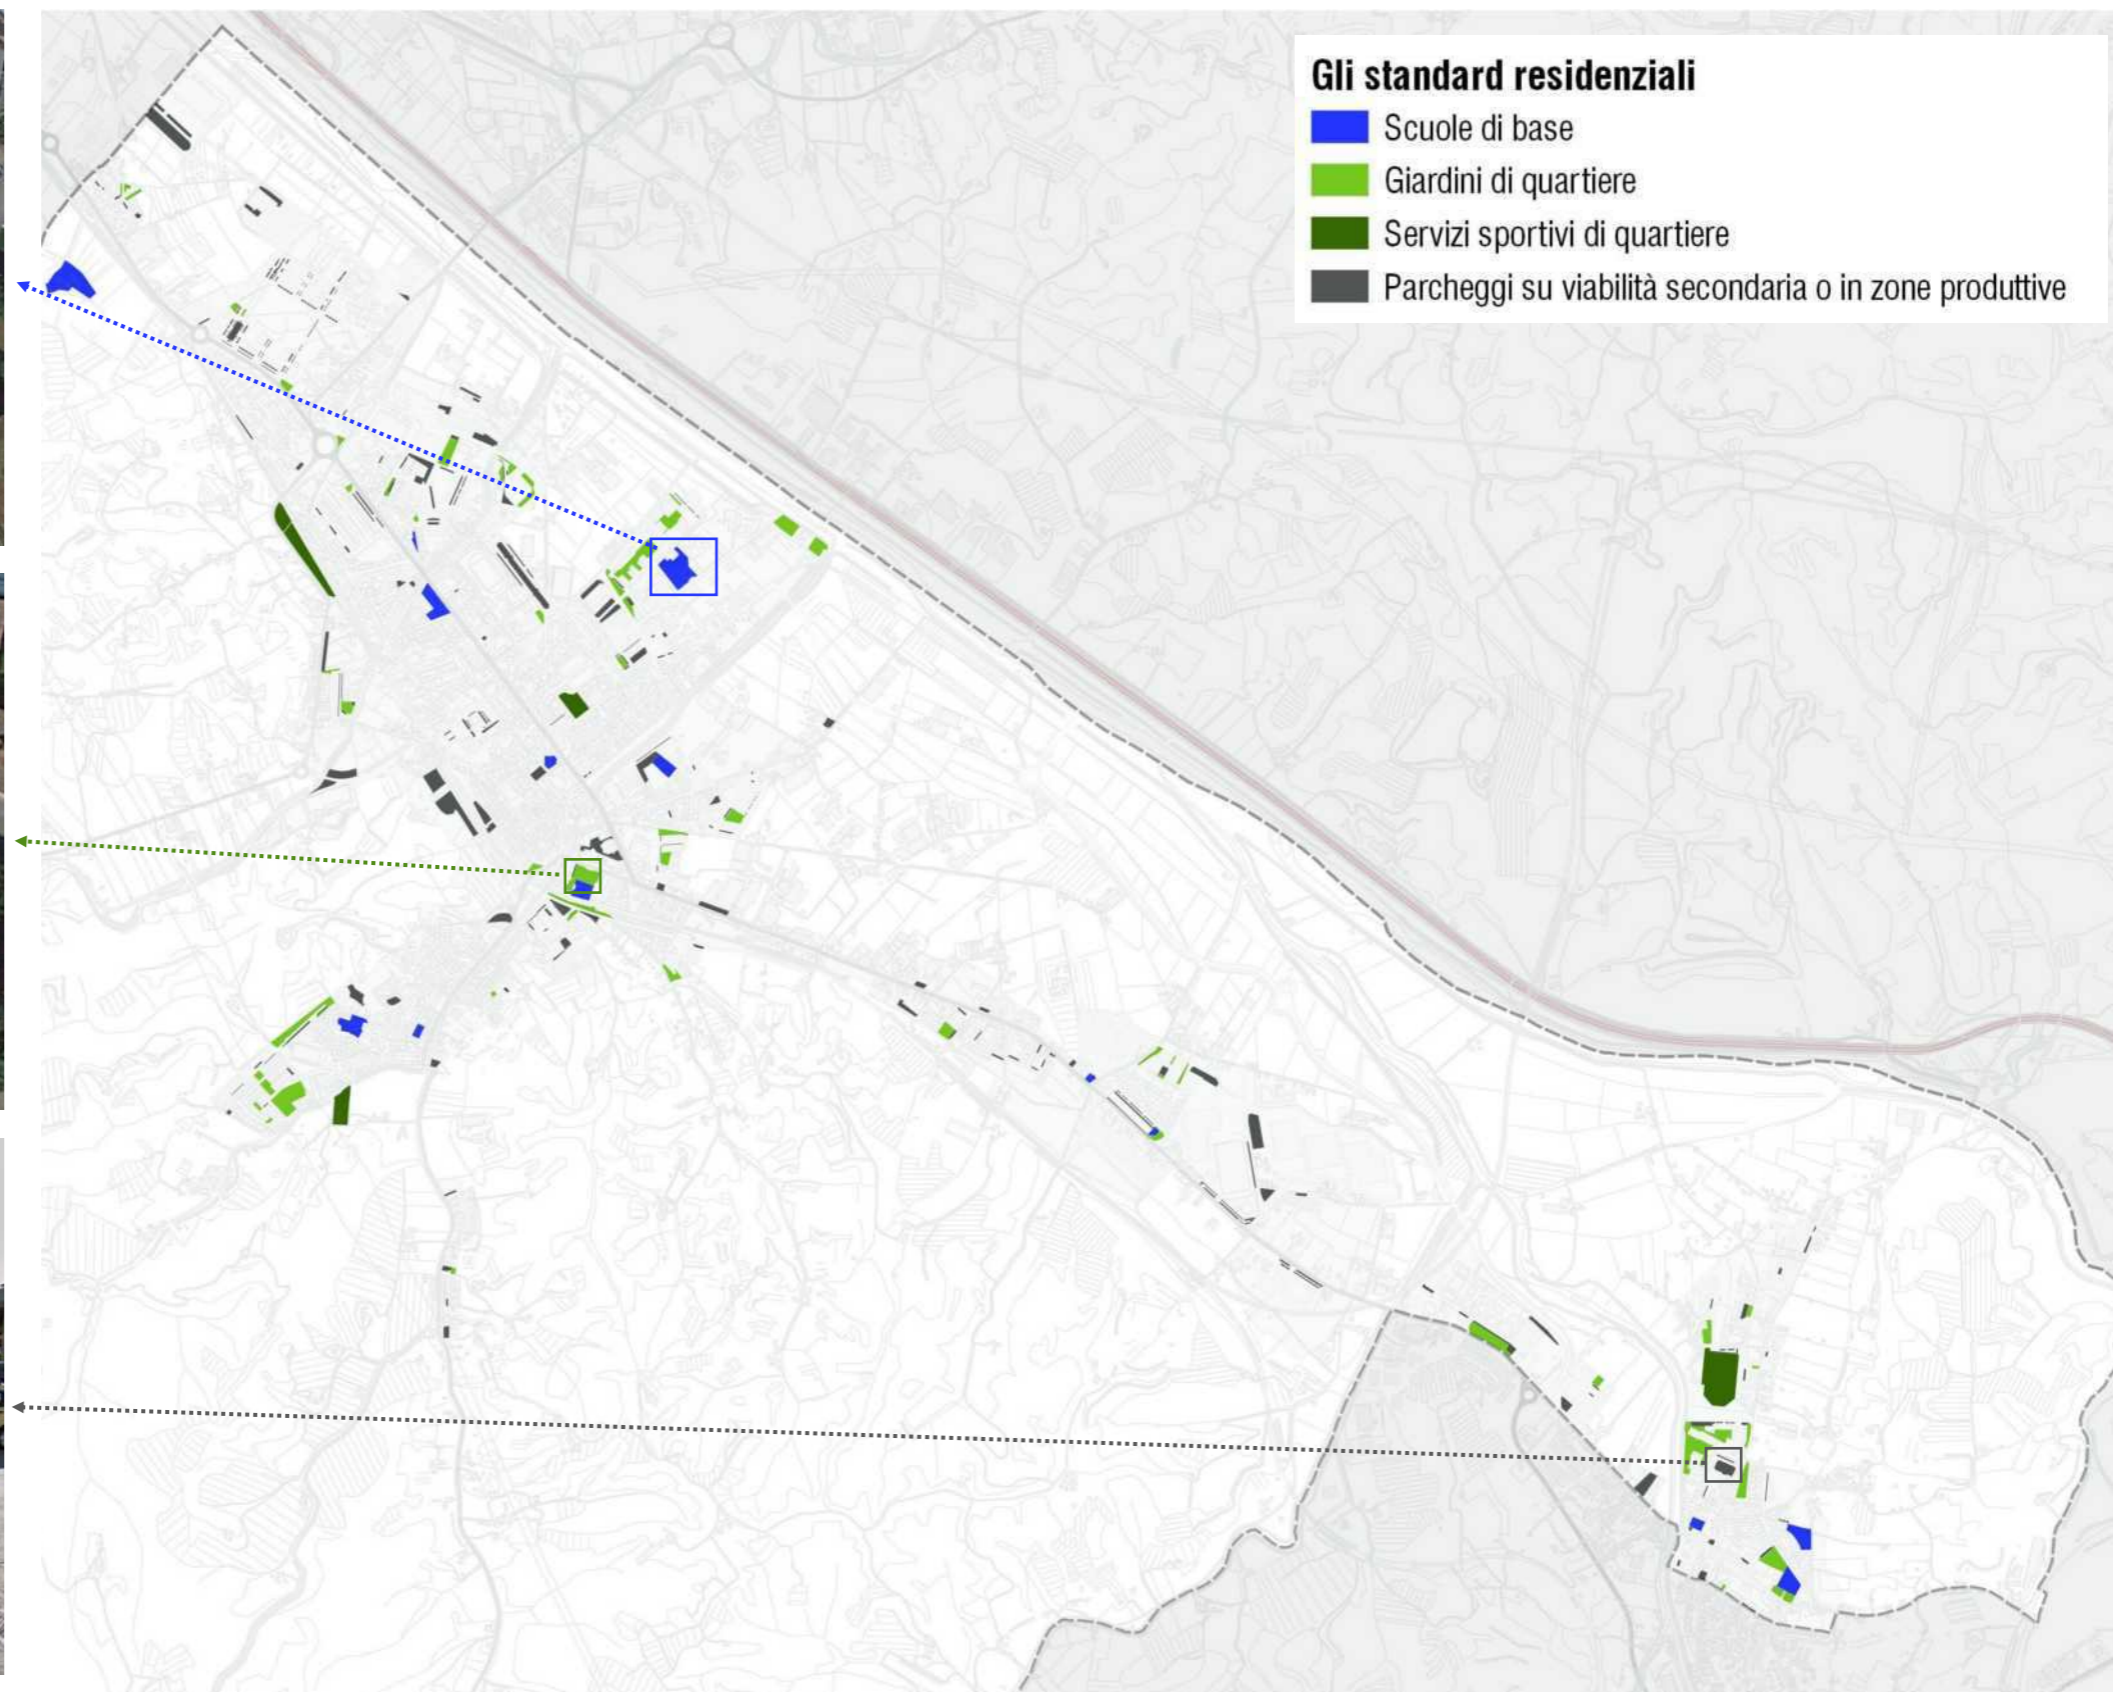 Gli standard residenziali
Scuole di base
Giardini di quartiere
Servizi sportivi di quartiere
Parcheggi su viabilità secondaria o in zone produttive